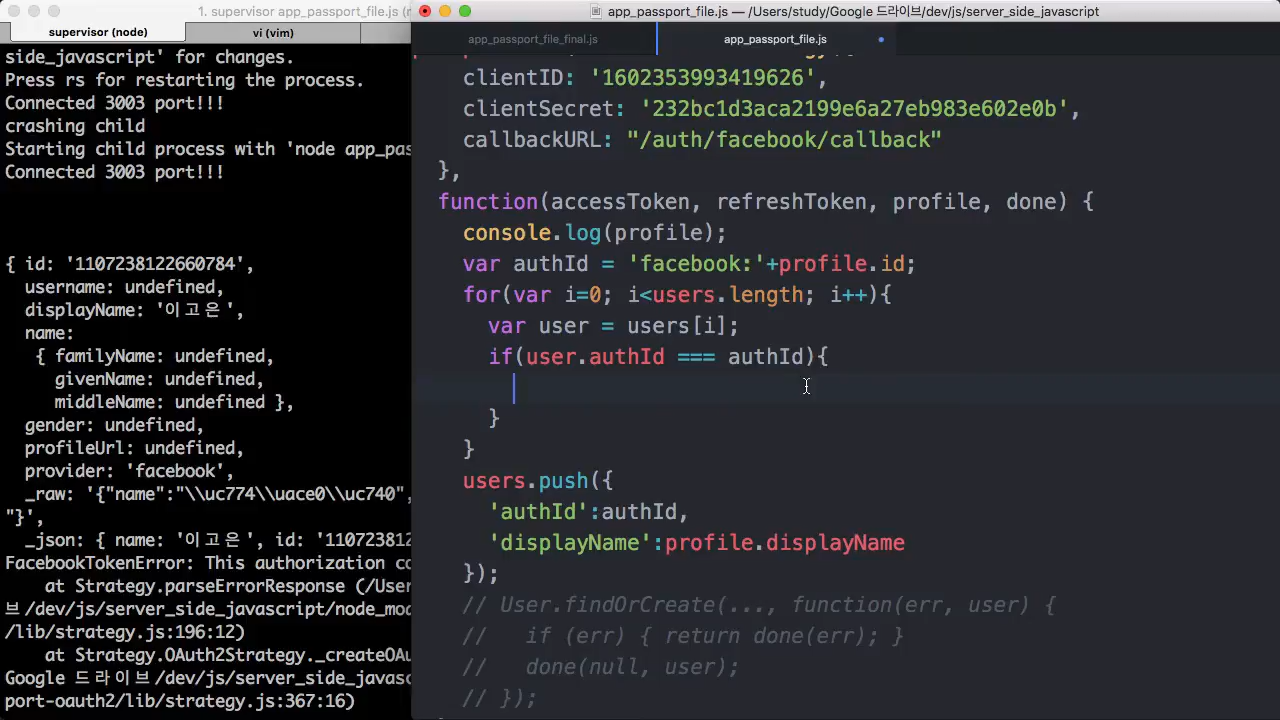 1. supervisor app_passport_file.js (n
supervisor (node)
vi (vim)
side_javascript' for changes.
Press rs for restarting the process.
Connected 3003 port!!!
crashing child
Starting child process with 'node app_pas
Connected 3003 port!!!
{ id: '1107238122660784',
username: undefined,
displayName: '이고은',
name:
{ familyName: undefined,
givenName: undefined,
middleName: undefined },
gender: undefined,
profileUrl: undefined,
provider: 'facebook',
_raw: '{"name":"\\uc774\\uace0\\uc740",
"}',
_json: { name: '이고은', id: '110723812
FacebookTokenError: This authorization co
at Strategy.parseErrorResponse (/User
브/dev/js/server_side_javascript/node_mod
/lib/strategy.js:196:12)
at Strategy.OAuth2Strategy._createOAu
Google 드라이브/dev/js/server_side_javasc
port-oauth2/lib/strategy.js:367:16)
app_passport_file.js — /Users/study/Google 드라이브/dev/js/server_side_javascript
app_passport_file_final.js
app_passport_file.js
clientID: '1602353993419626',
clientSecret: '232bc1d3aca2199e6a27eb983e602e0b',
callbackURL: "/auth/facebook/callback"
},
function(accessToken, refreshToken, profile, done) {
console.log(profile);
var authId = 'facebook:'+profile.id;
for(var i=0; i<users.length; i++){
var user = users[i];
if(user.authId === authId){
}
}
users.push({
'authId':authId,
'displayName':profile.displayName
});
// User.findOrCreate(..., function(err, user) {
// if (err) { return done(err); }
// done(null, user);
// });